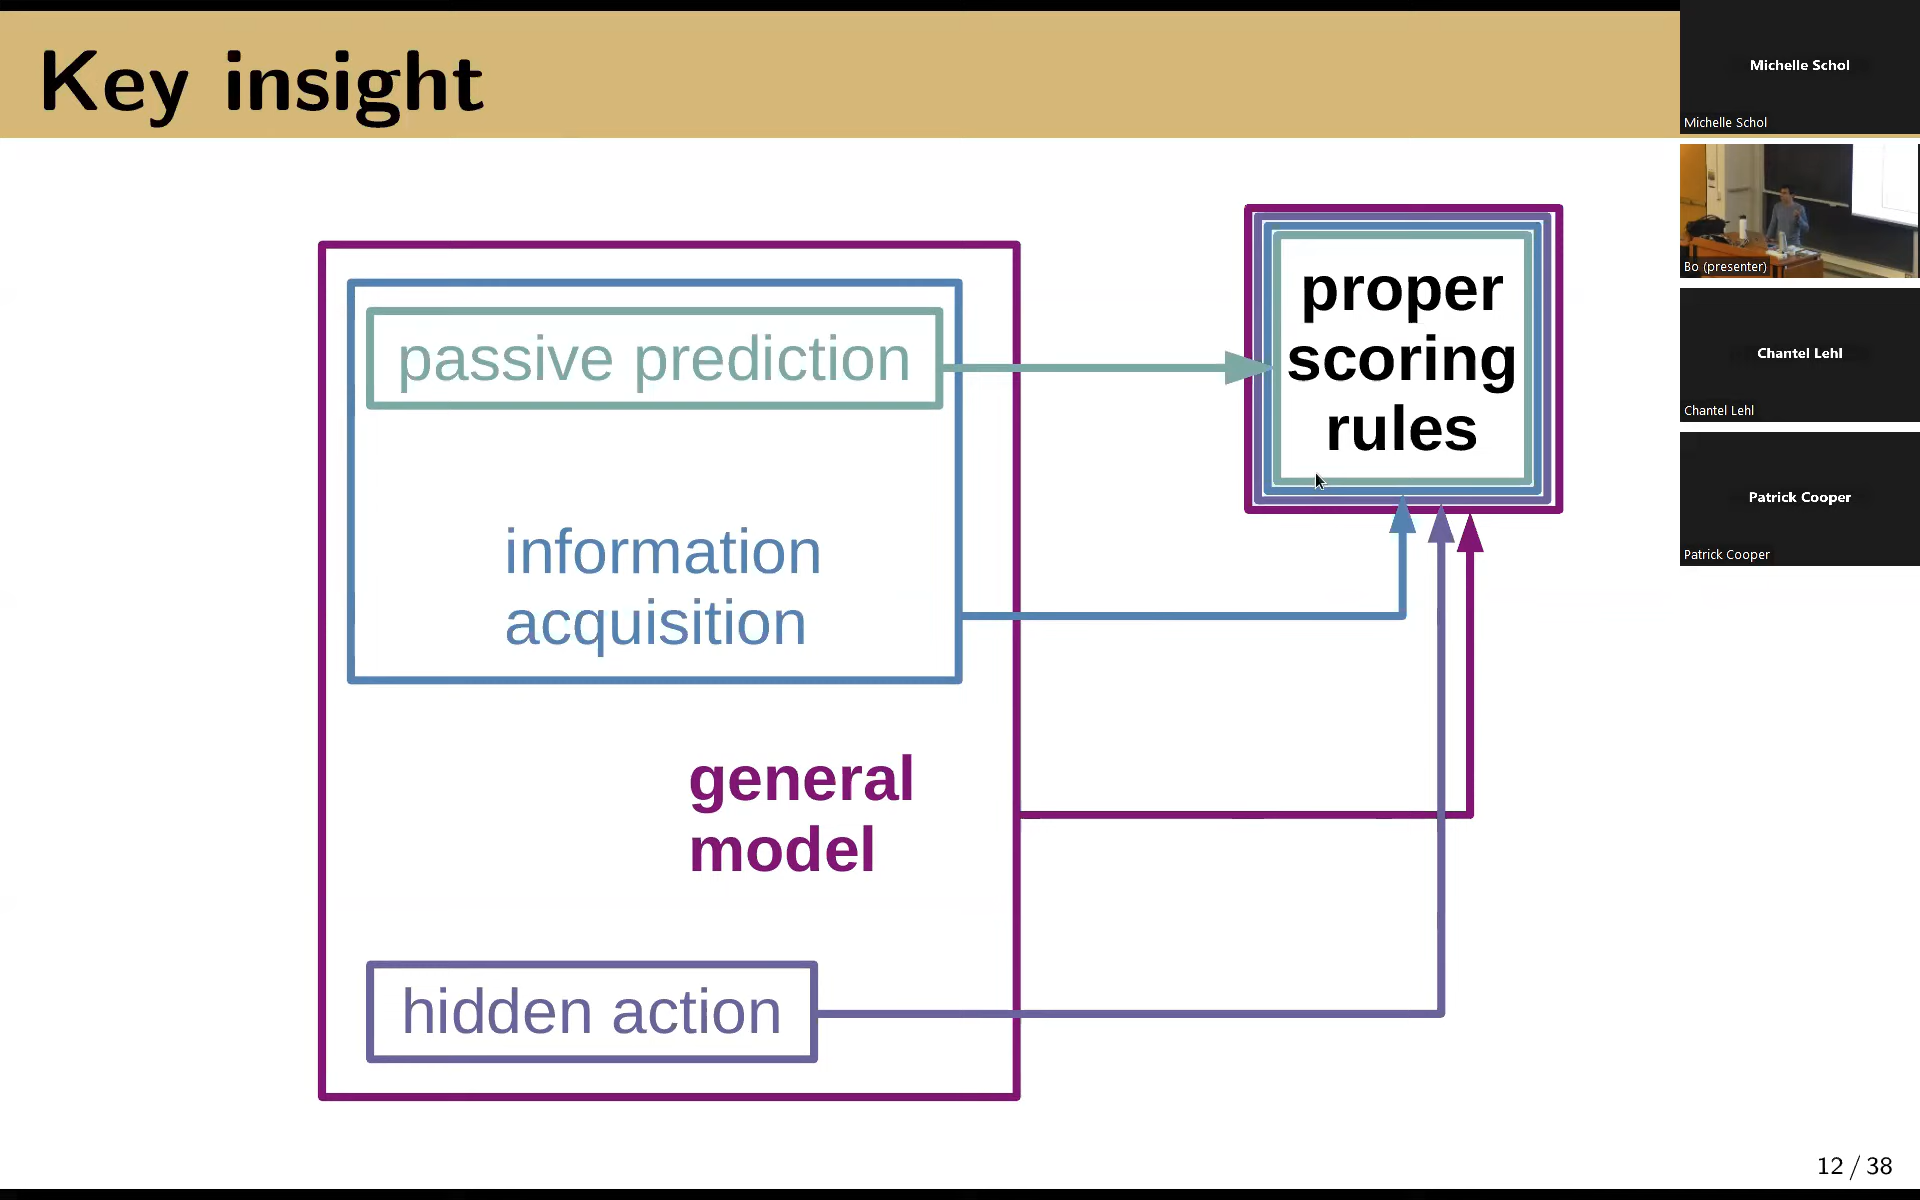 Key insight
passive prediction
information
acquisition
general
model
hidden action
proper
scoring
rules
12 / 38
Michelle Schol
Michelle Schol
Bo (presenter)
Chantel Lehl
Chantel Lehl
Patrick Cooper
Patrick Cooper